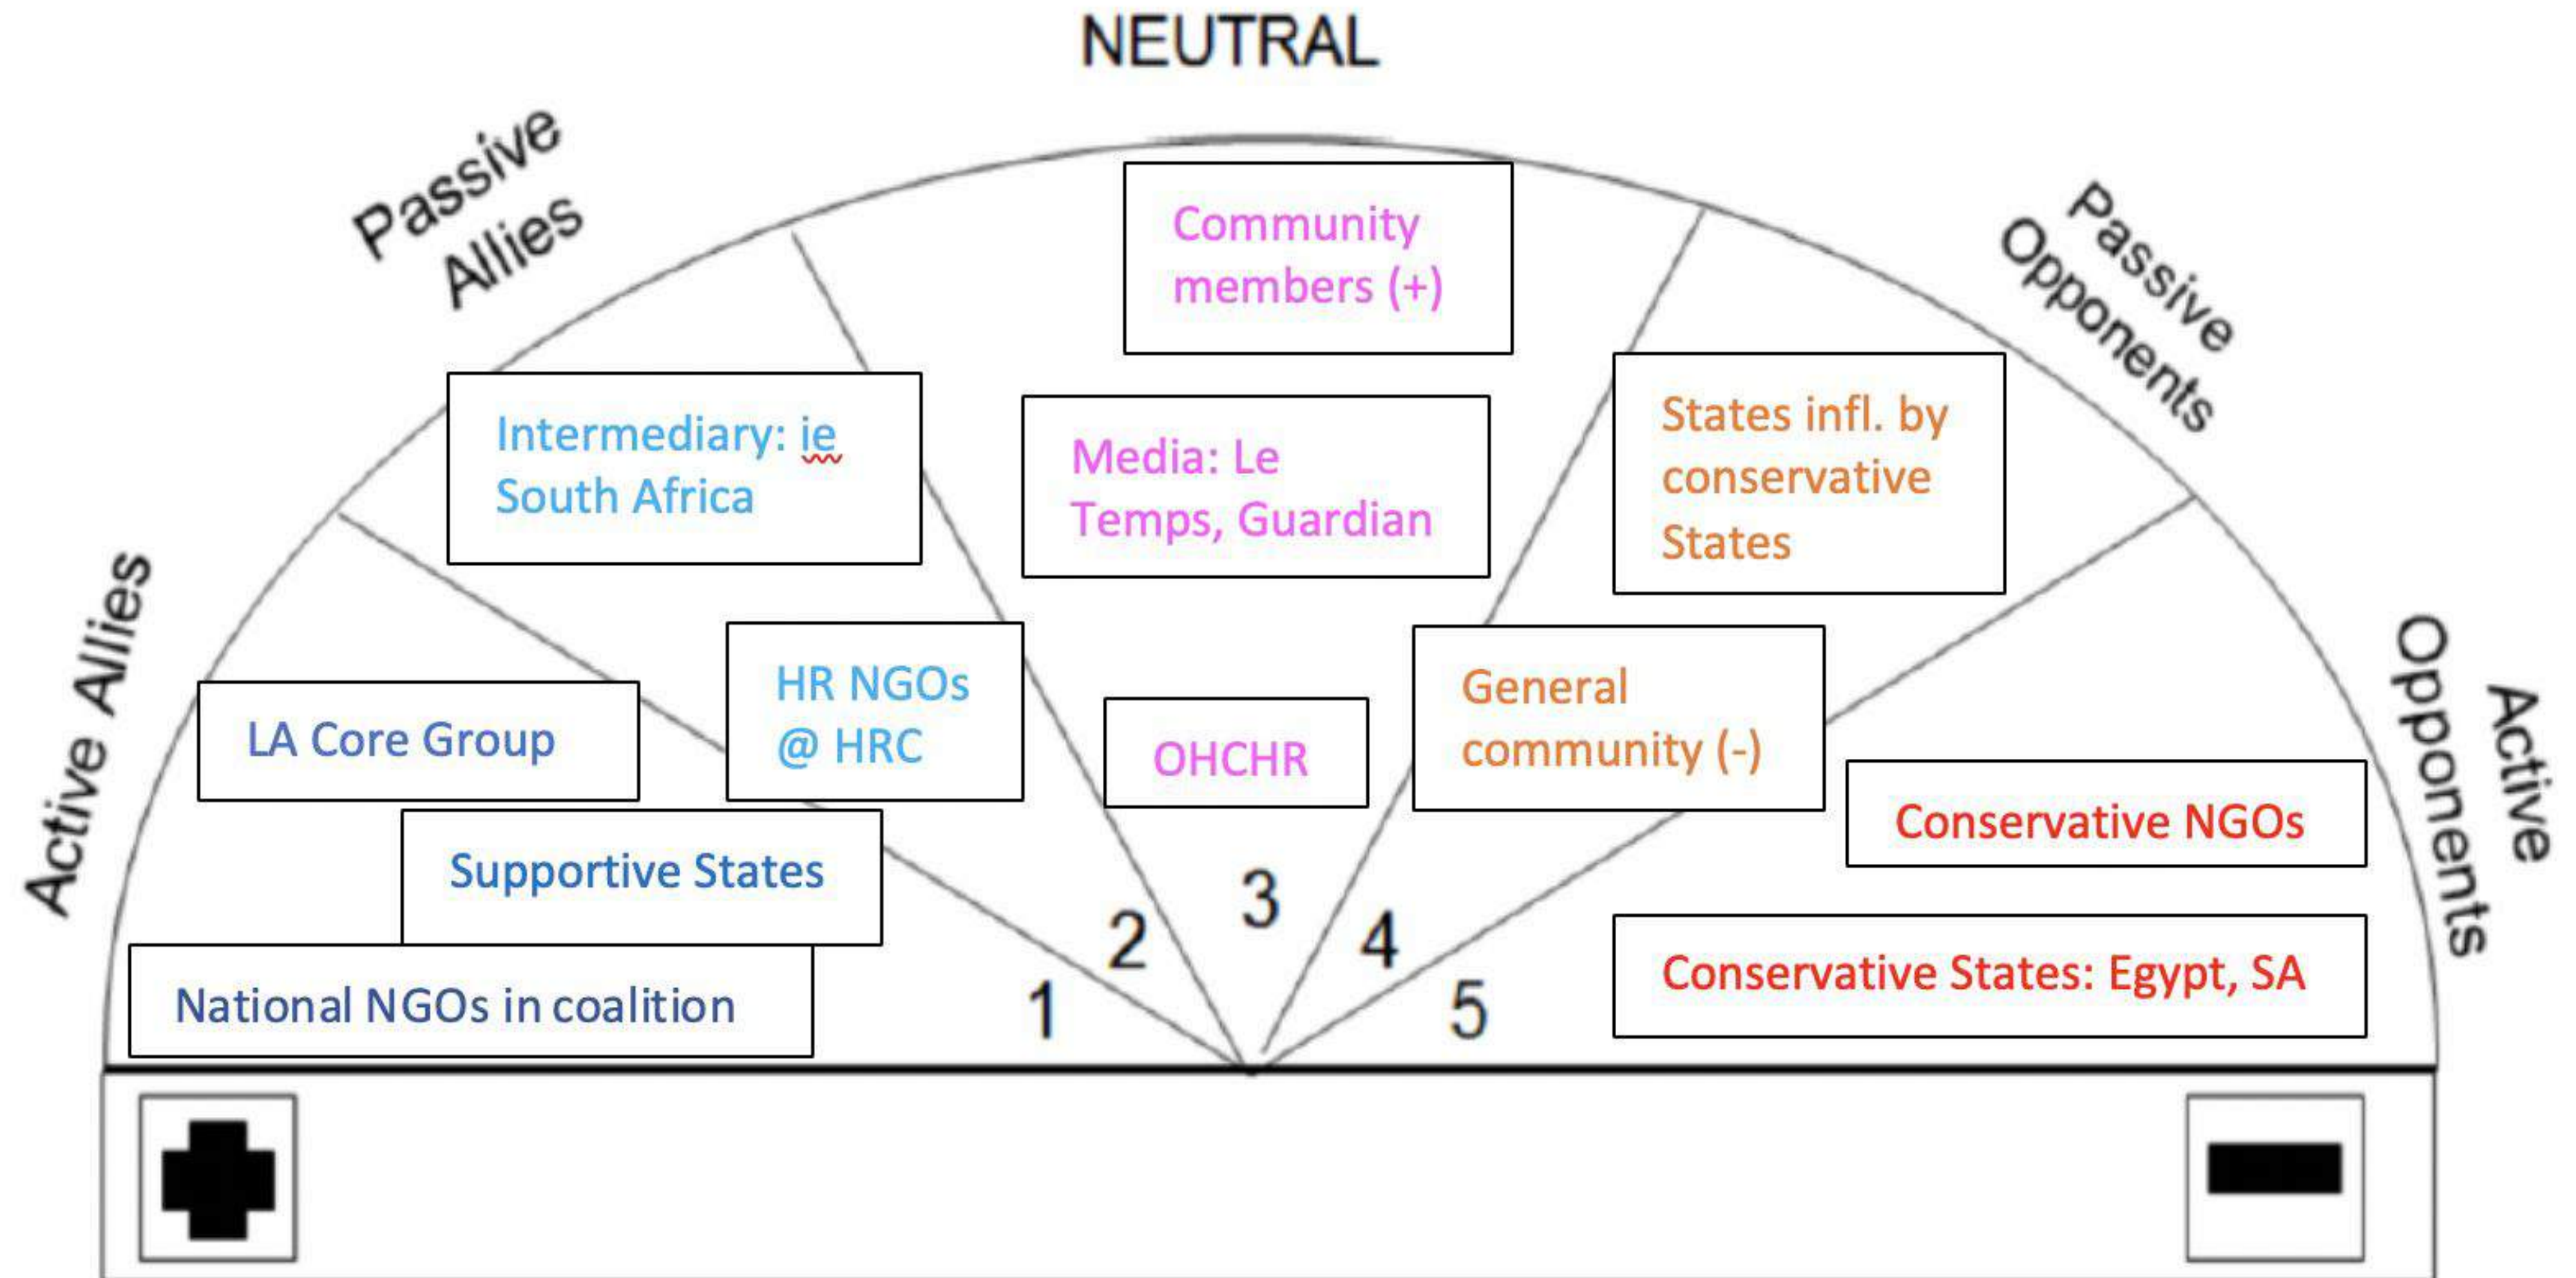 NEUTRAL
Passive
Allies
Passive
Opponents
Active Allies
Active
Opponents
Community
members (+)
Intermediary: ie
South Africa
Media: Le
Temps, Guardian
States infl. by
conservative
States
HR NGOs
@ HRC
LA Core Group
OHCHR
General
community (-)
Supportive States
Conservative NGOs
National NGOs in coalition
Conservative States: Egypt, SA
1
2
3
4
5